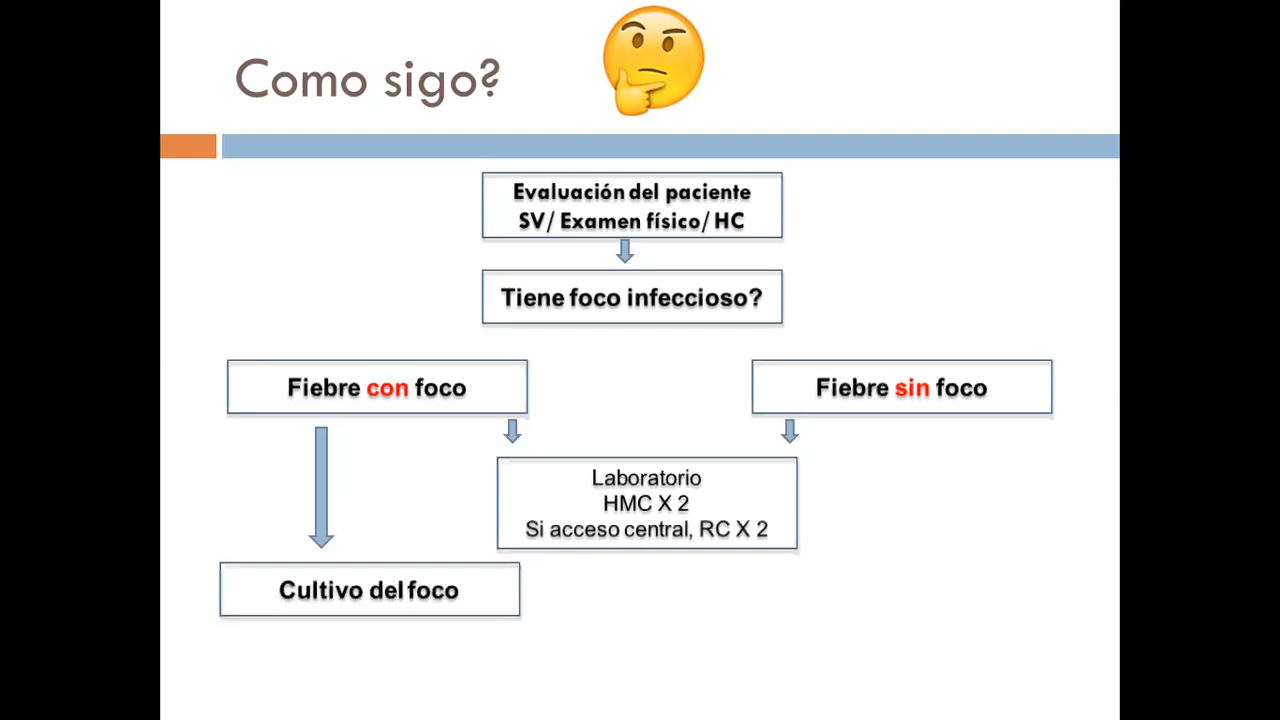 Como sigo?
Evaluación del paciente
SV/ Examen físico/ HC
Tiene foco infeccioso?
Fiebre con foco
Fiebre sin foco
Laboratorio
HMC X 2
Si acceso central, RC X 2
Cultivo del foco